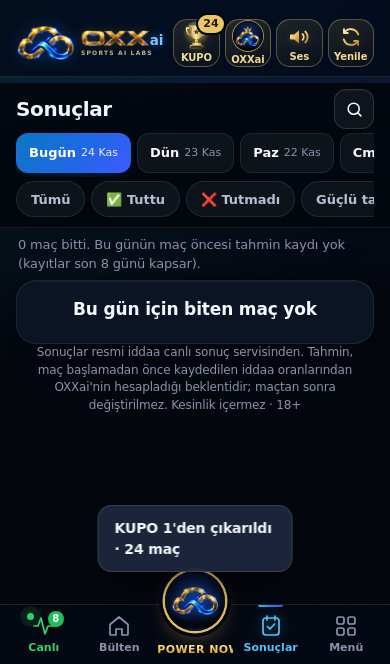 OXX ai
SPORTS AI LABS
24
KUPO
OXXai
Ses
Yenile
Sonuçlar
Bugün 24 Kas
Dün 23 Kas
Paz 22 Kas
Cm
Tümü
✅ Tuttu
❌ Tutmadı
Güçlü ta
0 maç bitti. Bu günün maç öncesi tahmin kaydı yok
(kayıtlar son 8 günü kapsar).
Bu gün için biten maç yok
Sonuçlar resmi iddaa canlı sonuç servisinden. Tahmin,
maç başlamadan önce kaydedilen iddaa oranlarından
OXXai'nin hesapladığı beklentidir; maçtan sonra
değiştirilmez. Kesinlik içermez · 18+
KUPO 1'den çıkarıldı
· 24 maç
8
Canlı
Bülten
POWER NOW
Sonuçlar
Menü